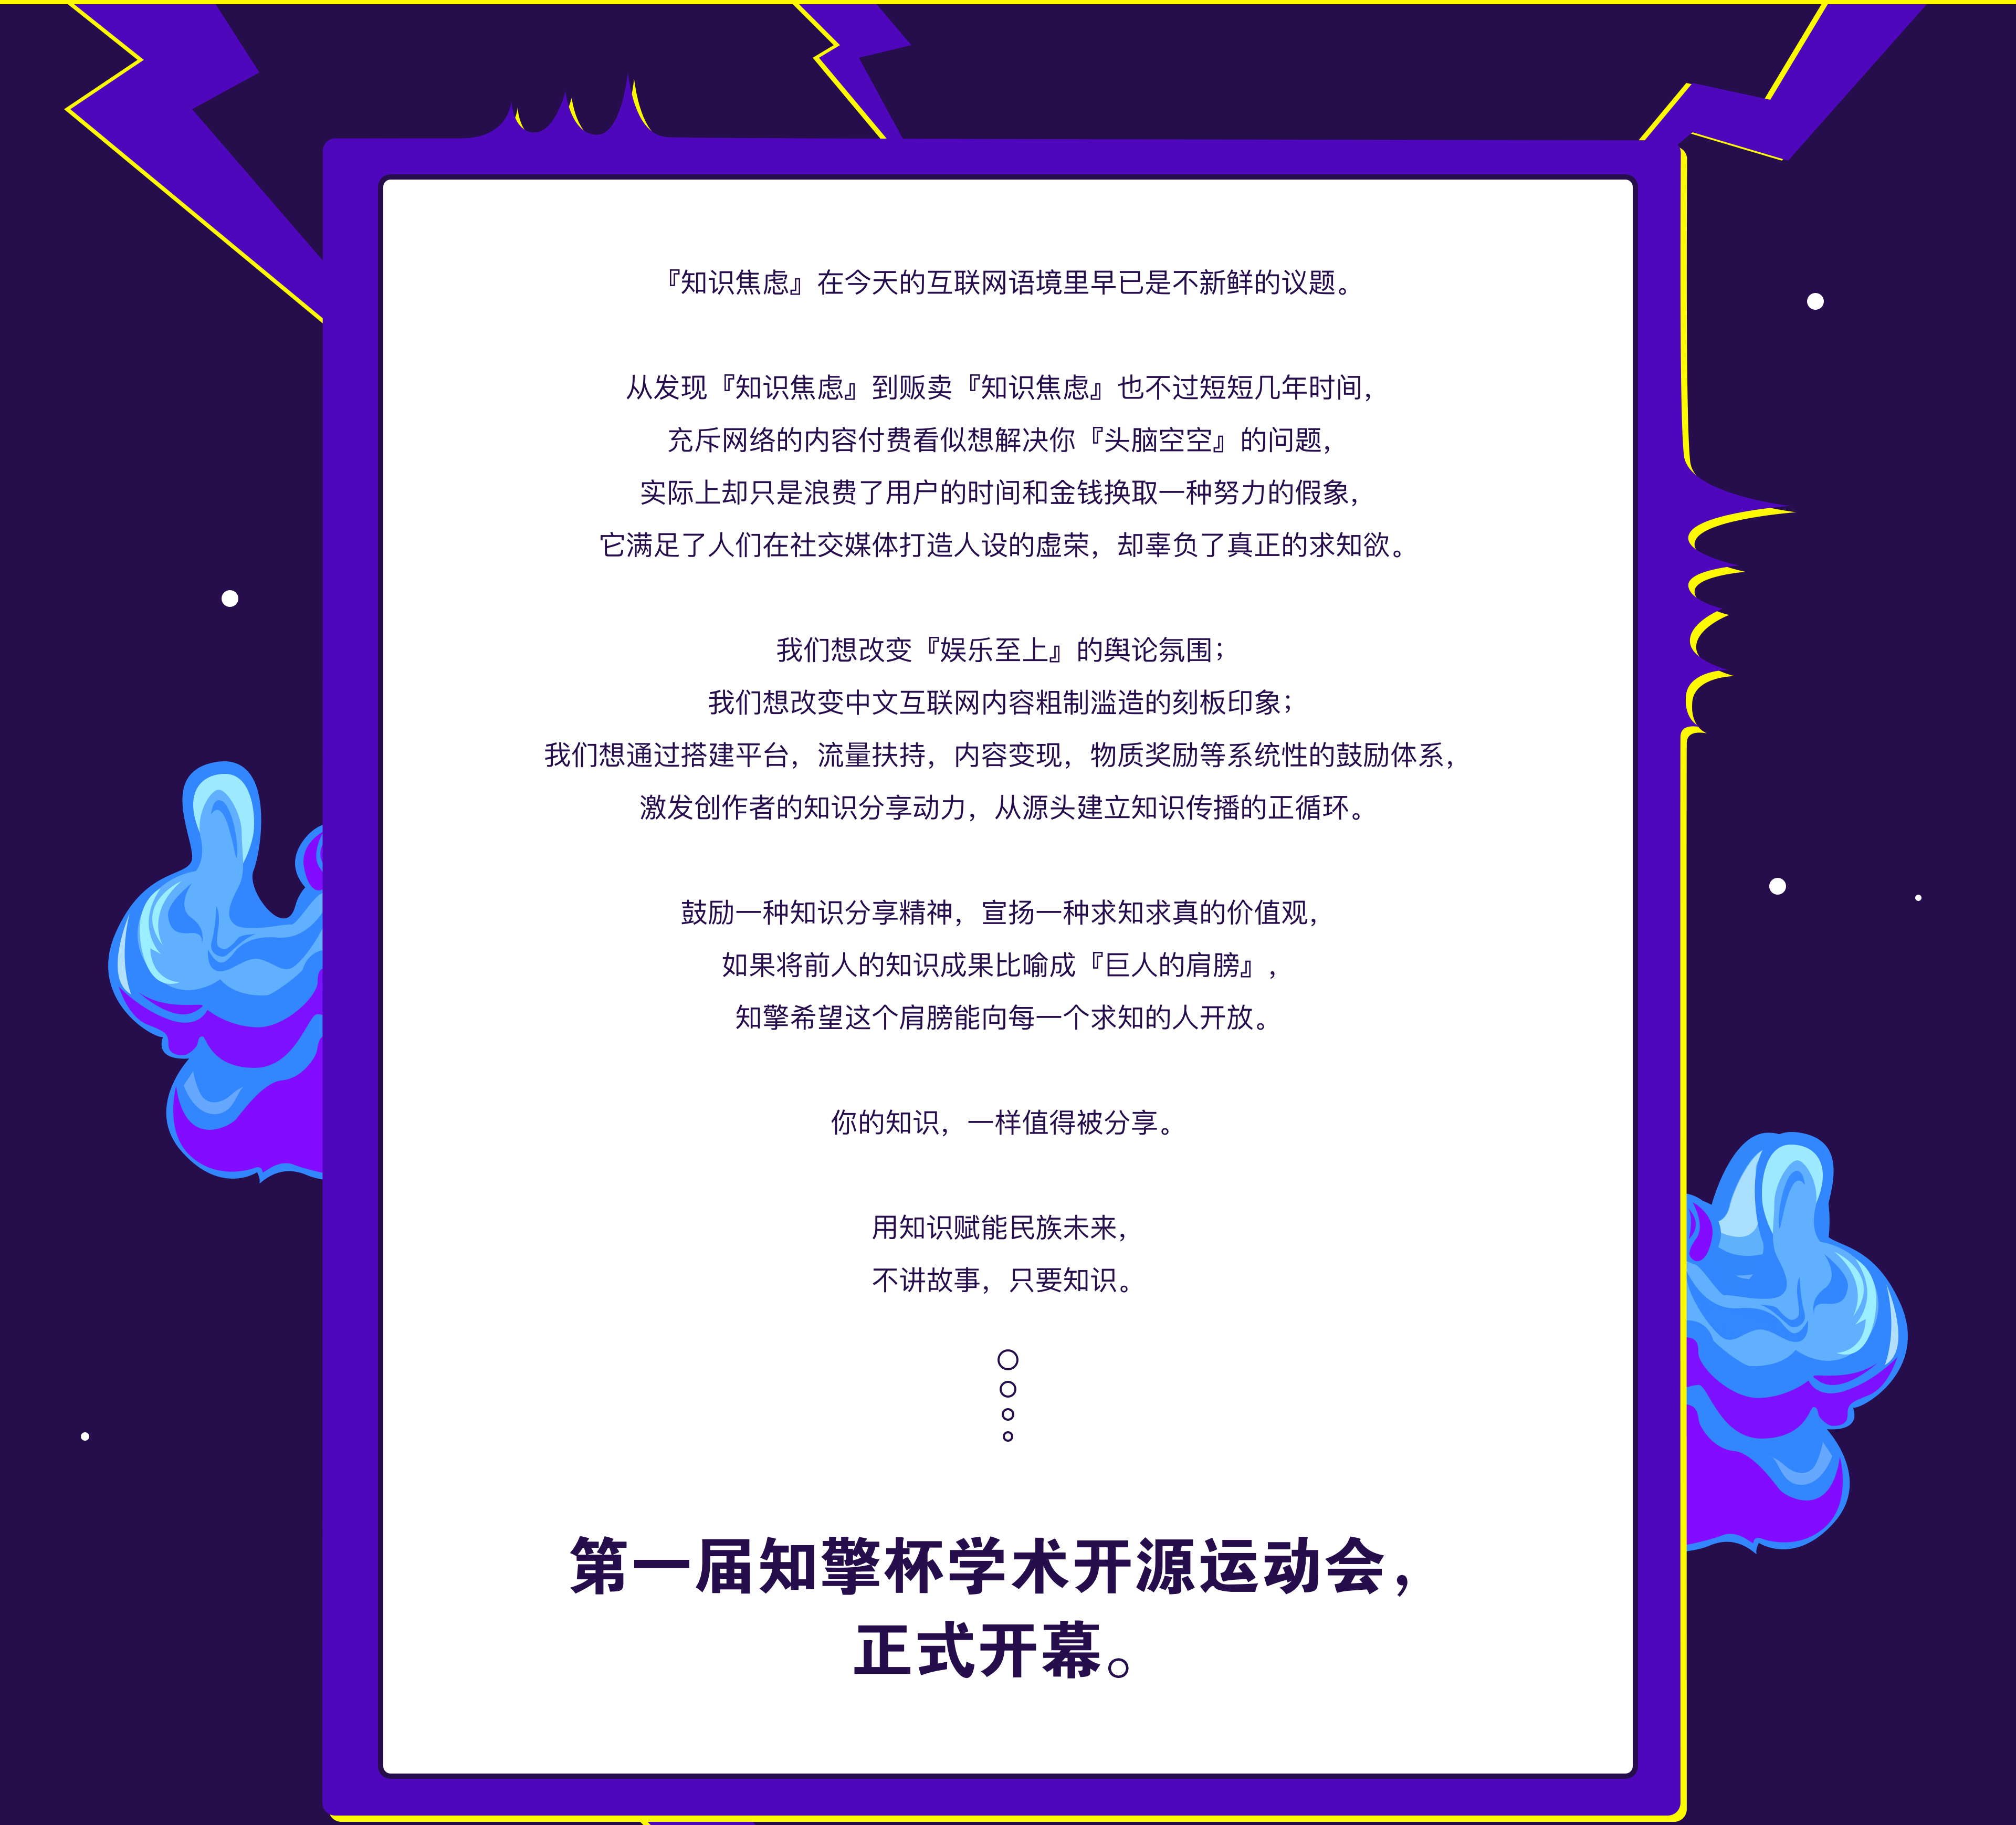 『知识焦虑』在今天的互联网语境里早已是不新鲜的议题。
从发现『知识焦虑』到贩卖『知识焦虑』也不过短短几年时间，
充斥网络的内容付费看似想解决你『头脑空空』的问题，
实际上却只是浪费了用户的时间和金钱换取一种努力的假象，
它满足了人们在社交媒体打造人设的虚荣，却辜负了真正的求知欲。
我们想改变『娱乐至上』的舆论氛围；
我们想改变中文互联网内容粗制滥造的刻板印象；
我们想通过搭建平台，流量扶持，内容变现，物质奖励等系统性的鼓励体系，
激发创作者的知识分享动力，从源头建立知识传播的正循环。
鼓励一种知识分享精神，宣扬一种求知求真的价值观，
如果将前人的知识成果比喻成『巨人的肩膀』，
知擎希望这个肩膀能向每一个求知的人开放。
你的知识，一样值得被分享。
用知识赋能民族未来，
不讲故事，只要知识。
第一届知擎杯学术开源运动会，
正式开幕。